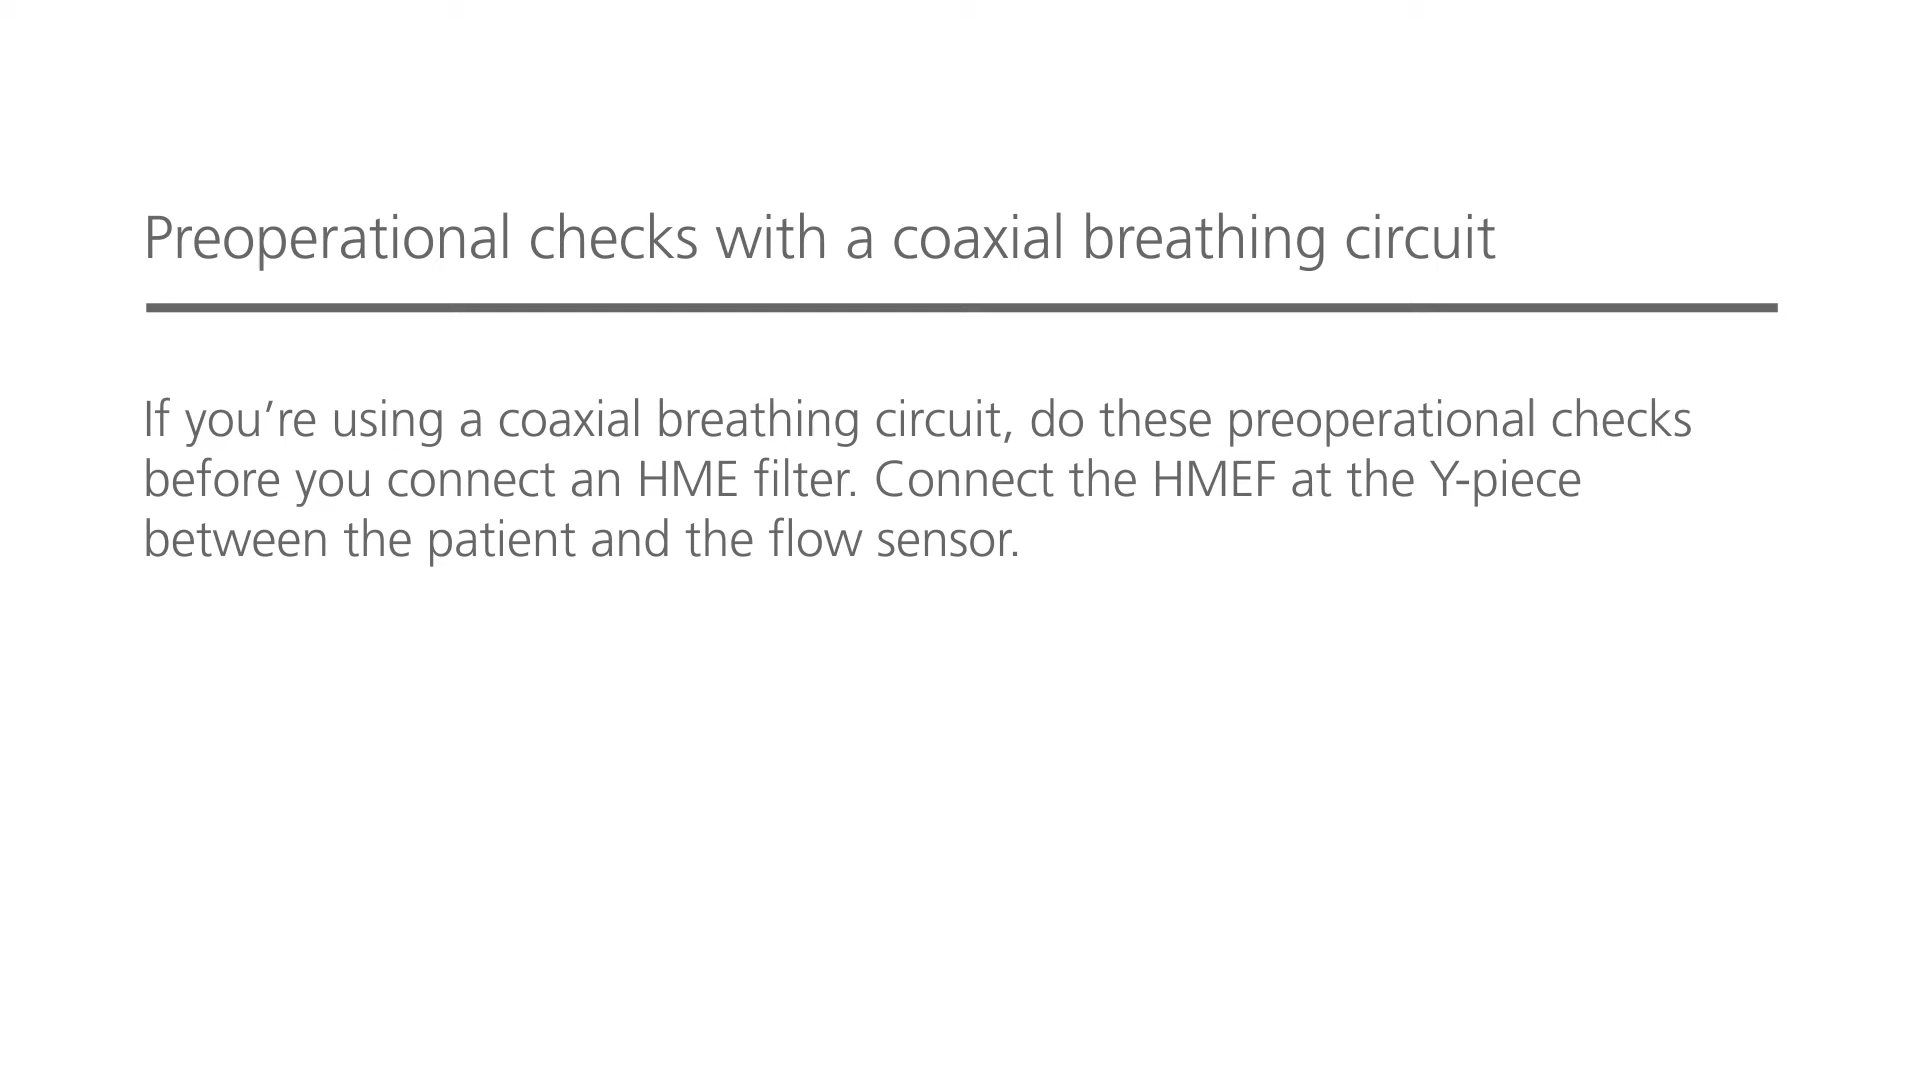 Preoperational checks with a coaxial breathing circuit
If you’re using a coaxial breathing circuit, do these preoperational checks
before you connect an HME filter. Connect the HMEF at the Y-piece
between the patient and the flow sensor.